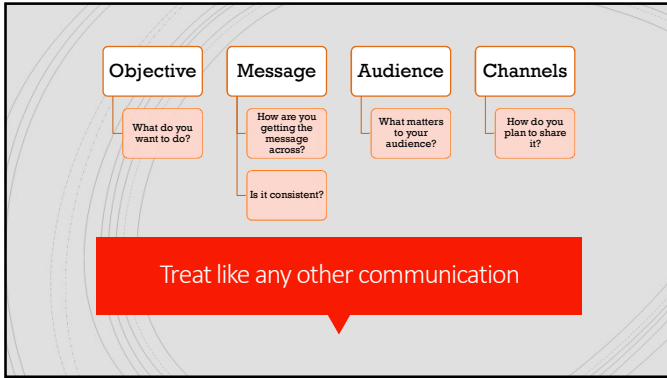 Objective
What do you
want to do?
Message
How are you
getting the
message
across?
Is it consistent?
Audience
What matters
to your
audience?
Channels
How do you
plan to share
it?
Treat like any other communication